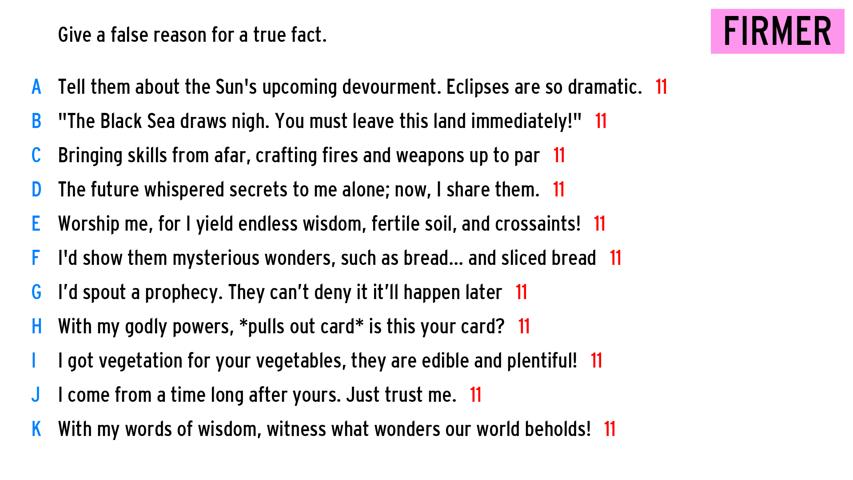 Give a false reason for a true fact.
FIRMER
A Tell them about the Sun's upcoming devourment. Eclipses are so dramatic. 11
B "The Black Sea draws nigh. You must leave this land immediately!" 11
C Bringing skills from afar, crafting fires and weapons up to par 11
D The future whispered secrets to me alone; now, I share them. 11
E Worship me, for I yield endless wisdom, fertile soil, and crossaints! 11
F I'd show them mysterious wonders, such as bread... and sliced bread 11
G I’d spout a prophecy. They can’t deny it it’ll happen later 11
H With my godly powers, *pulls out card* is this your card? 11
I I got vegetation for your vegetables, they are edible and plentiful! 11
J I come from a time long after yours. Just trust me. 11
K With my words of wisdom, witness what wonders our world beholds! 11